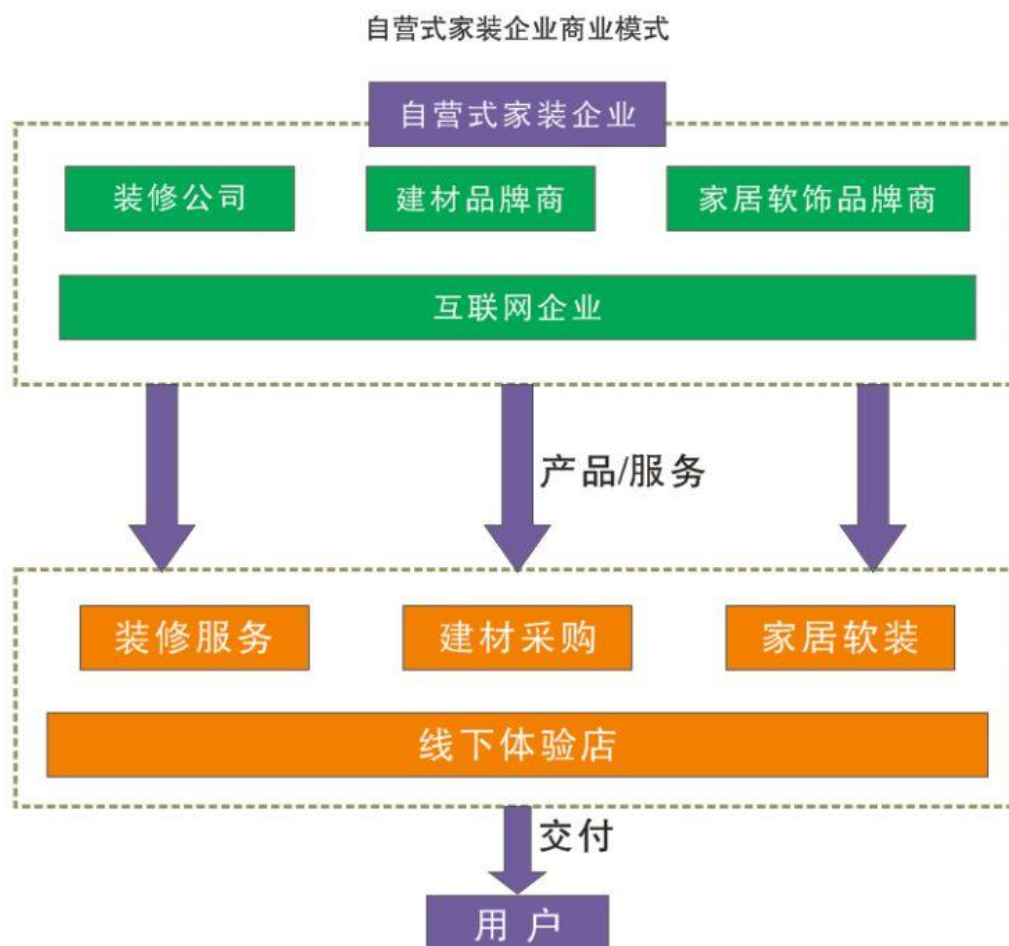 自营式家装企业商业模式
自营式家装企业
装修公司
建材品牌商
家居软饰品牌商
互联网企业
产品/服务
装修服务
建材采购
家居软装
线下体验店
交付
用户